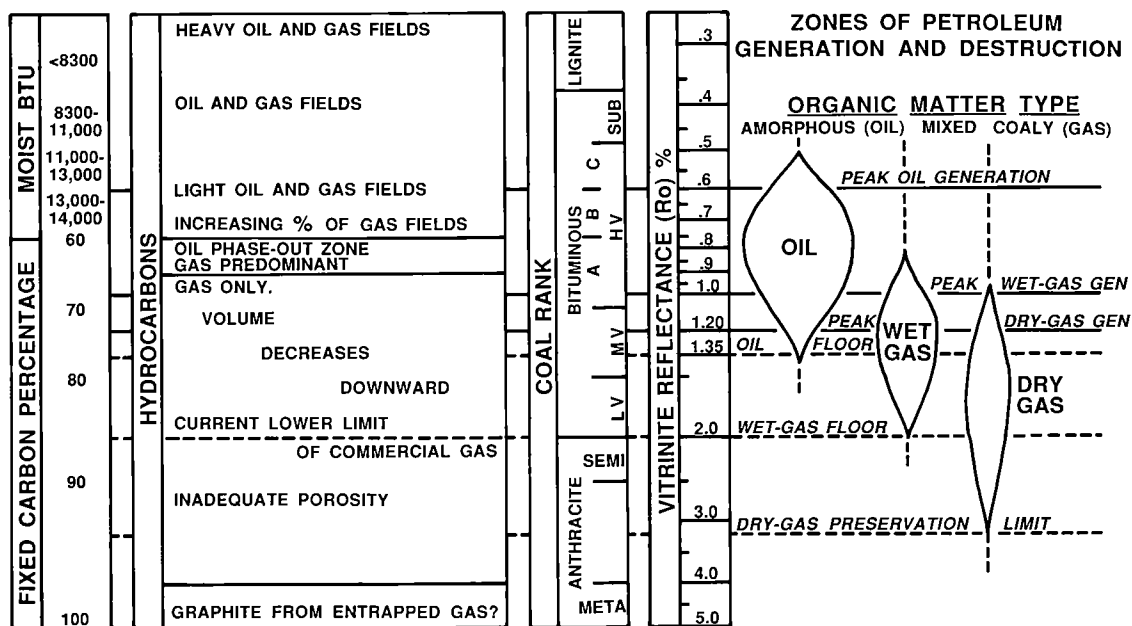 MOIST BTU
FIXED CARBON PERCENTAGE
<8300
8300-
11,000
11,000-
13,000
13,000-
14,000
60
70
80
90
100
HYDROCARBONS
HEAVY OIL AND GAS FIELDS
OIL AND GAS FIELDS
LIGHT OIL AND GAS FIELDS
INCREASING % OF GAS FIELDS
OIL PHASE-OUT ZONE
GAS PREDOMINANT
GAS ONLY.
VOLUME
DECREASES
DOWNWARD
CURRENT LOWER LIMIT
OF COMMERCIAL GAS
INADEQUATE POROSITY
GRAPHITE FROM ENTRAPPED GAS?
COAL RANK
LIGNITE
SUB
BITUMINOUS
C
B
A
HV
MV
LV
ANTHRACITE
SEMI
META
VITRINITE REFLECTANCE (Ro) %
.3
.4
.5
.6
.7
.8
.9
1.0
1.20
1.35
2.0
3.0
4.0
5.0
ZONES OF PETROLEUM
GENERATION AND DESTRUCTION
ORGANIC MATTER TYPE
AMORPHOUS (OIL) MIXED COALY (GAS)
PEAK OIL GENERATION
OIL
PEAK WET-GAS GEN
PEAK DRY-GAS GEN
OIL FLOOR
WET
GAS
DRY
GAS
WET-GAS FLOOR
DRY-GAS PRESERVATION LIMIT